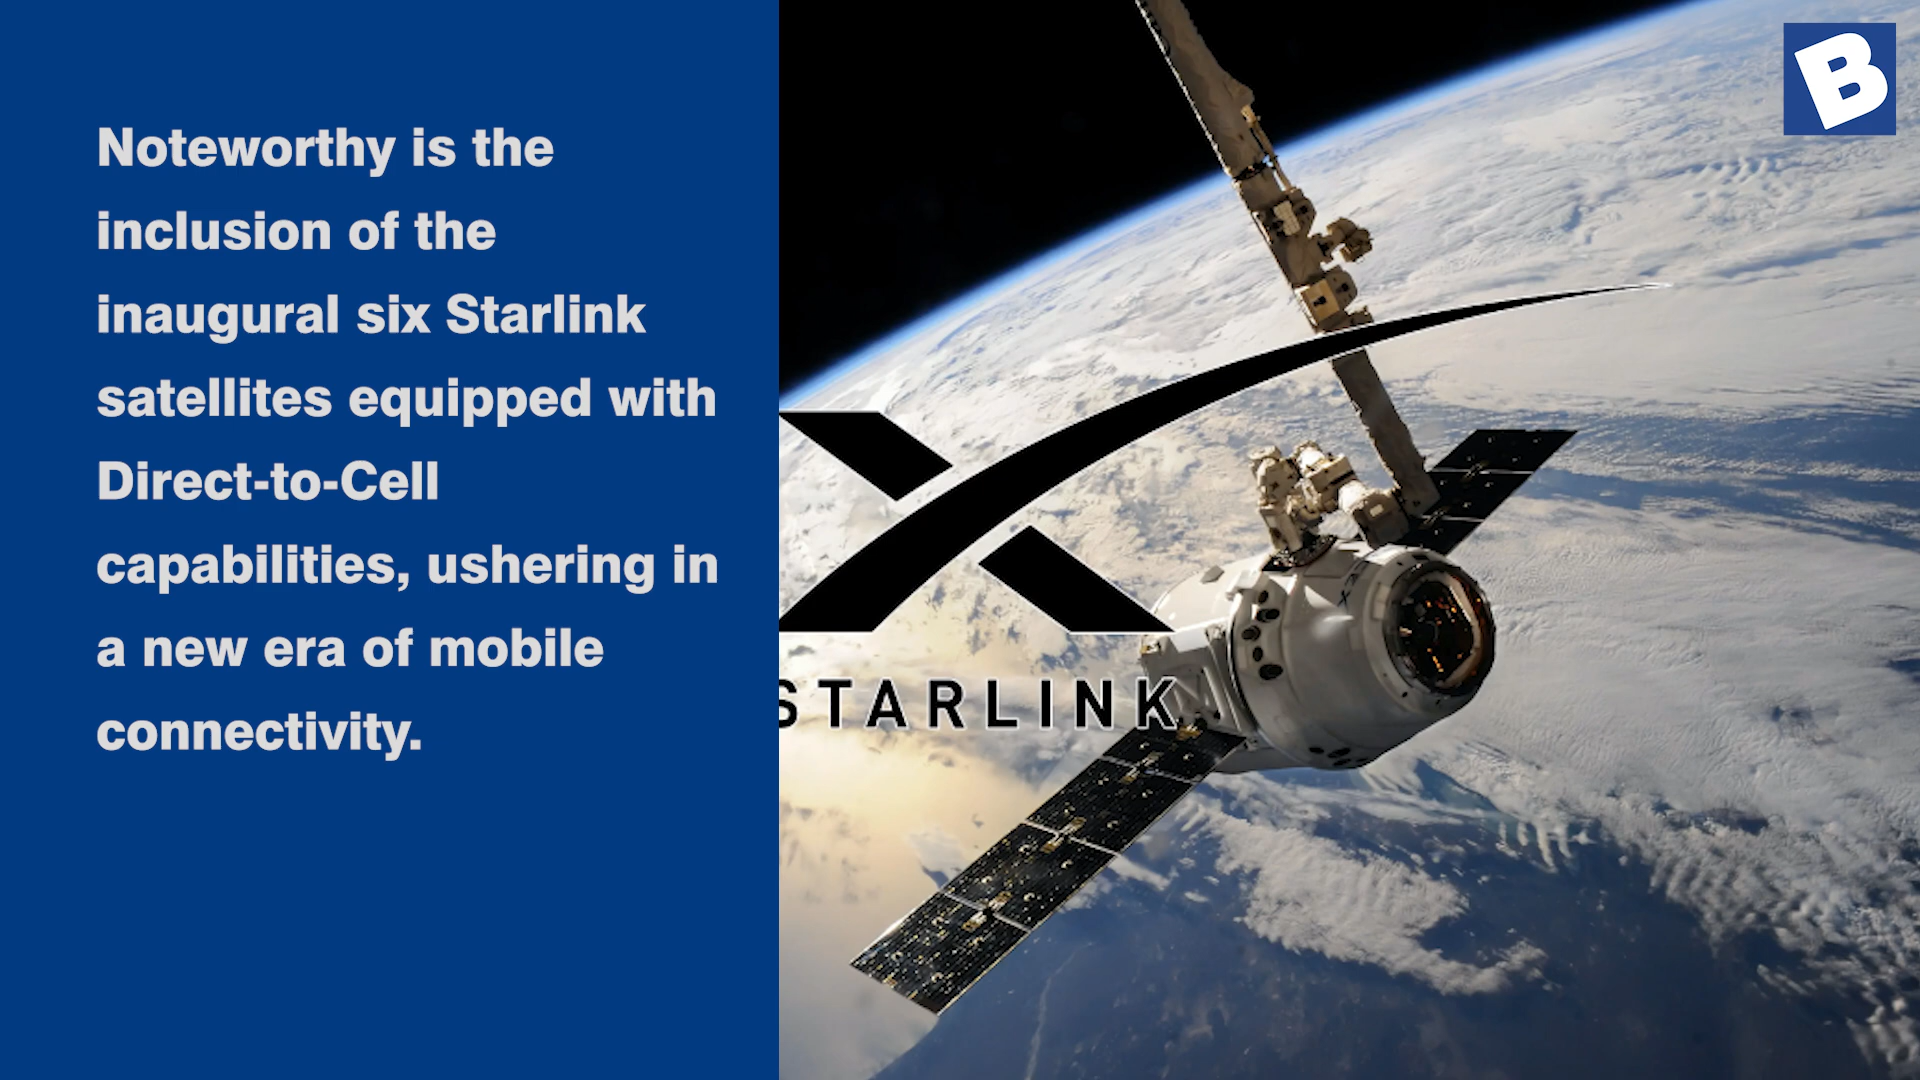 Noteworthy is the
inclusion of the
inaugural six Starlink
satellites equipped with
Direct-to-Cell
capabilities, ushering in
a new era of mobile
connectivity.
B
STARLINK